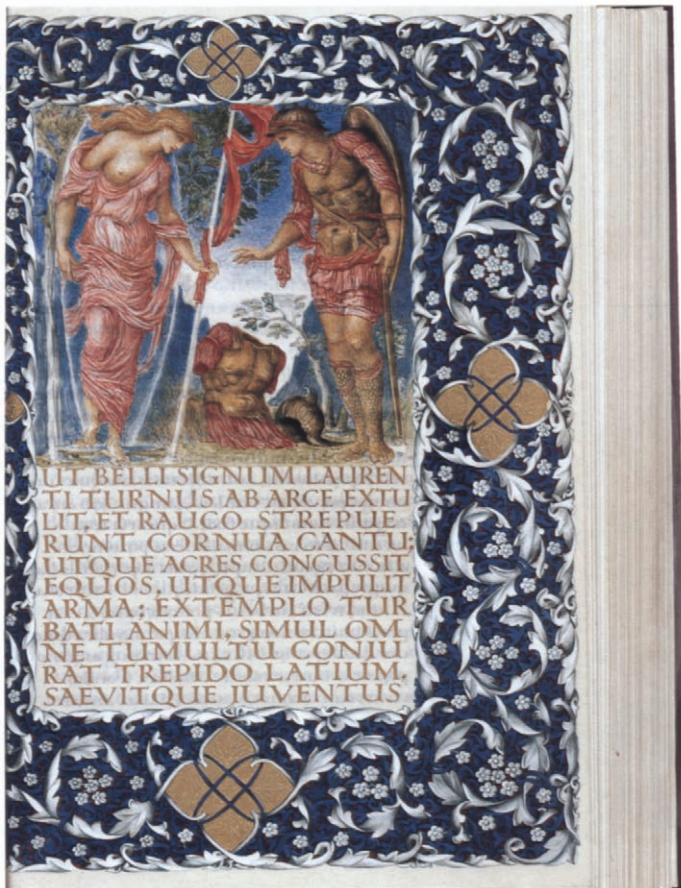 UT BELLI SIGNUM LAUREN
TI TURNUS AB ARCE EXTU
LIT, ET RAUCO STREPUE
RUNT CORNUA CANTU;
UTQUE ACRES CONCUSSIT
EQUOS, UTQUE IMPULIT
ARMA; EXTEMPLO TUR
BATI ANIMI, SIMUL OM
NE TUMULTU CONJU
RAT TREPIDO LATIUM,
SAEVITQUE JUVENTUS